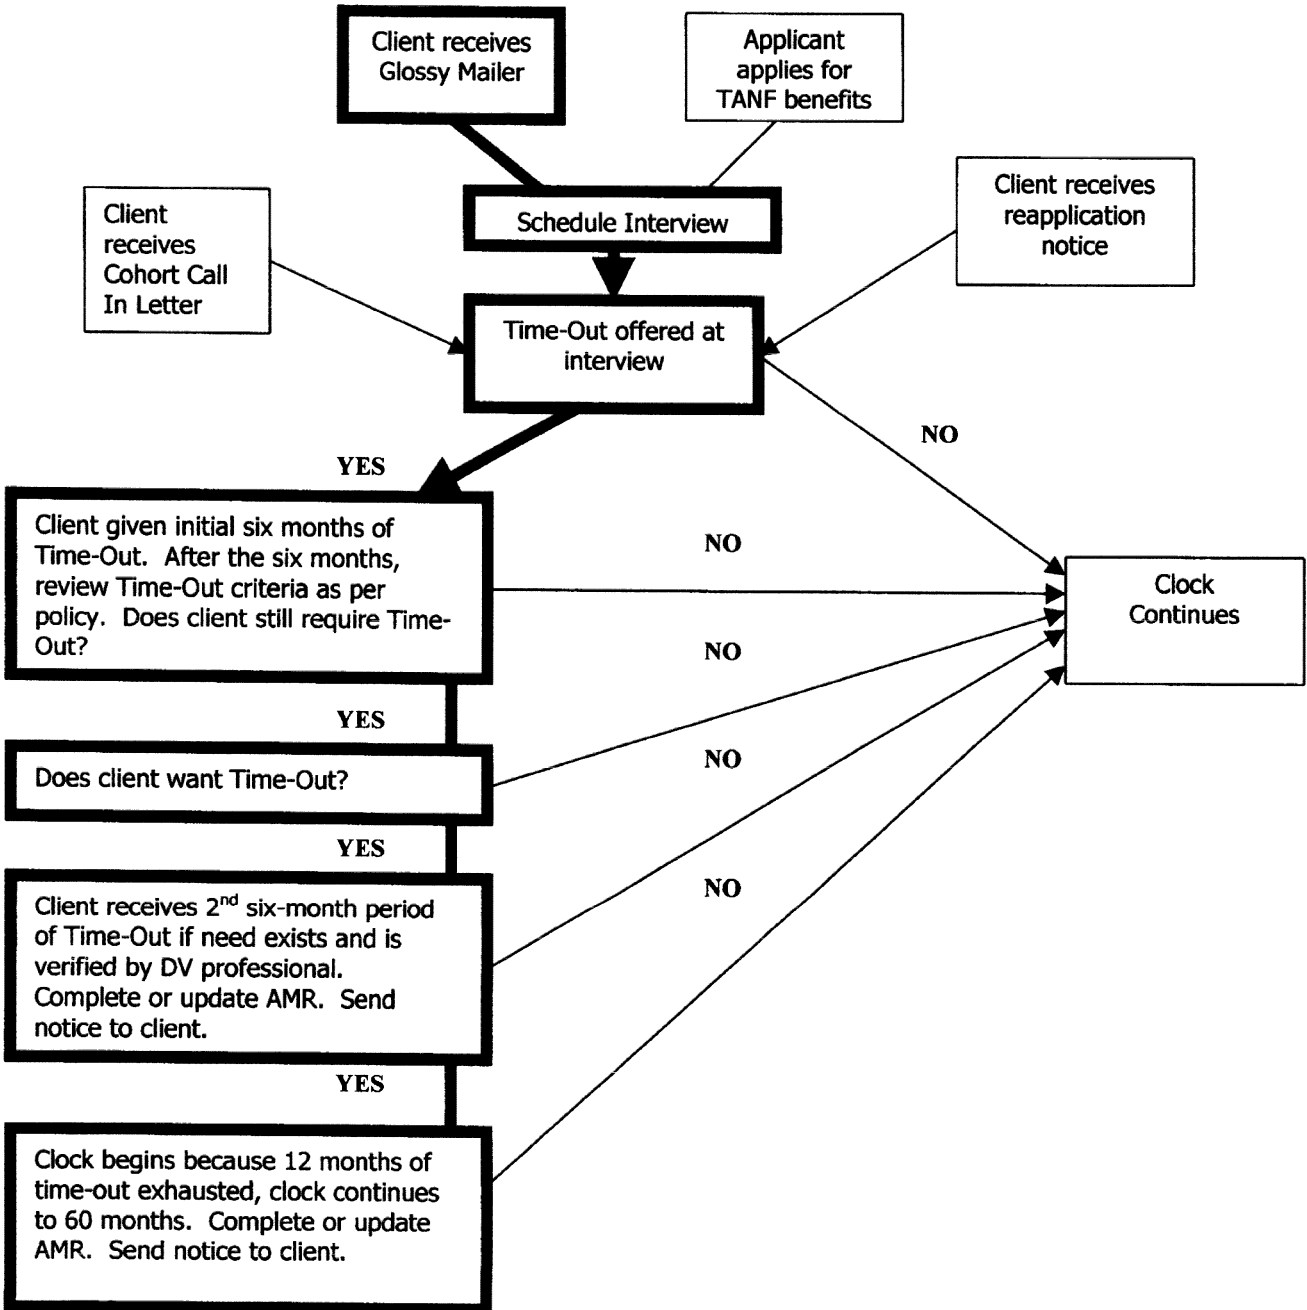 Client receives
Glossy Mailer
Applicant
applies for
TANF benefits
Client receives
reapplication
notice
Client
receives
Cohort Call
In Letter
Schedule Interview
Time-Out offered at
interview
NO
YES
Client given initial six months of
Time-Out. After the six months,
review Time-Out criteria as per
policy. Does client still require Time-
Out?
NO
Clock
Continues
NO
YES
Does client want Time-Out?
NO
YES
Client receives 2nd six-month period
of Time-Out if need exists and is
verified by DV professional.
Complete or update AMR. Send
notice to client.
NO
YES
Clock begins because 12 months of
time-out exhausted, clock continues
to 60 months. Complete or update
AMR. Send notice to client.